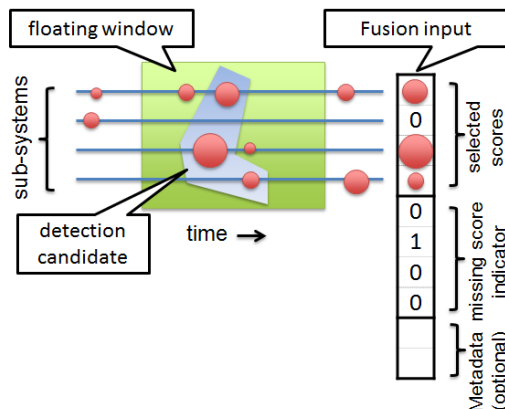 floating window
Fusion input
sub-systems
0
selected
scores
detection
candidate
time
0
1
0
0
missing score
indicator
Metadata
(optional)